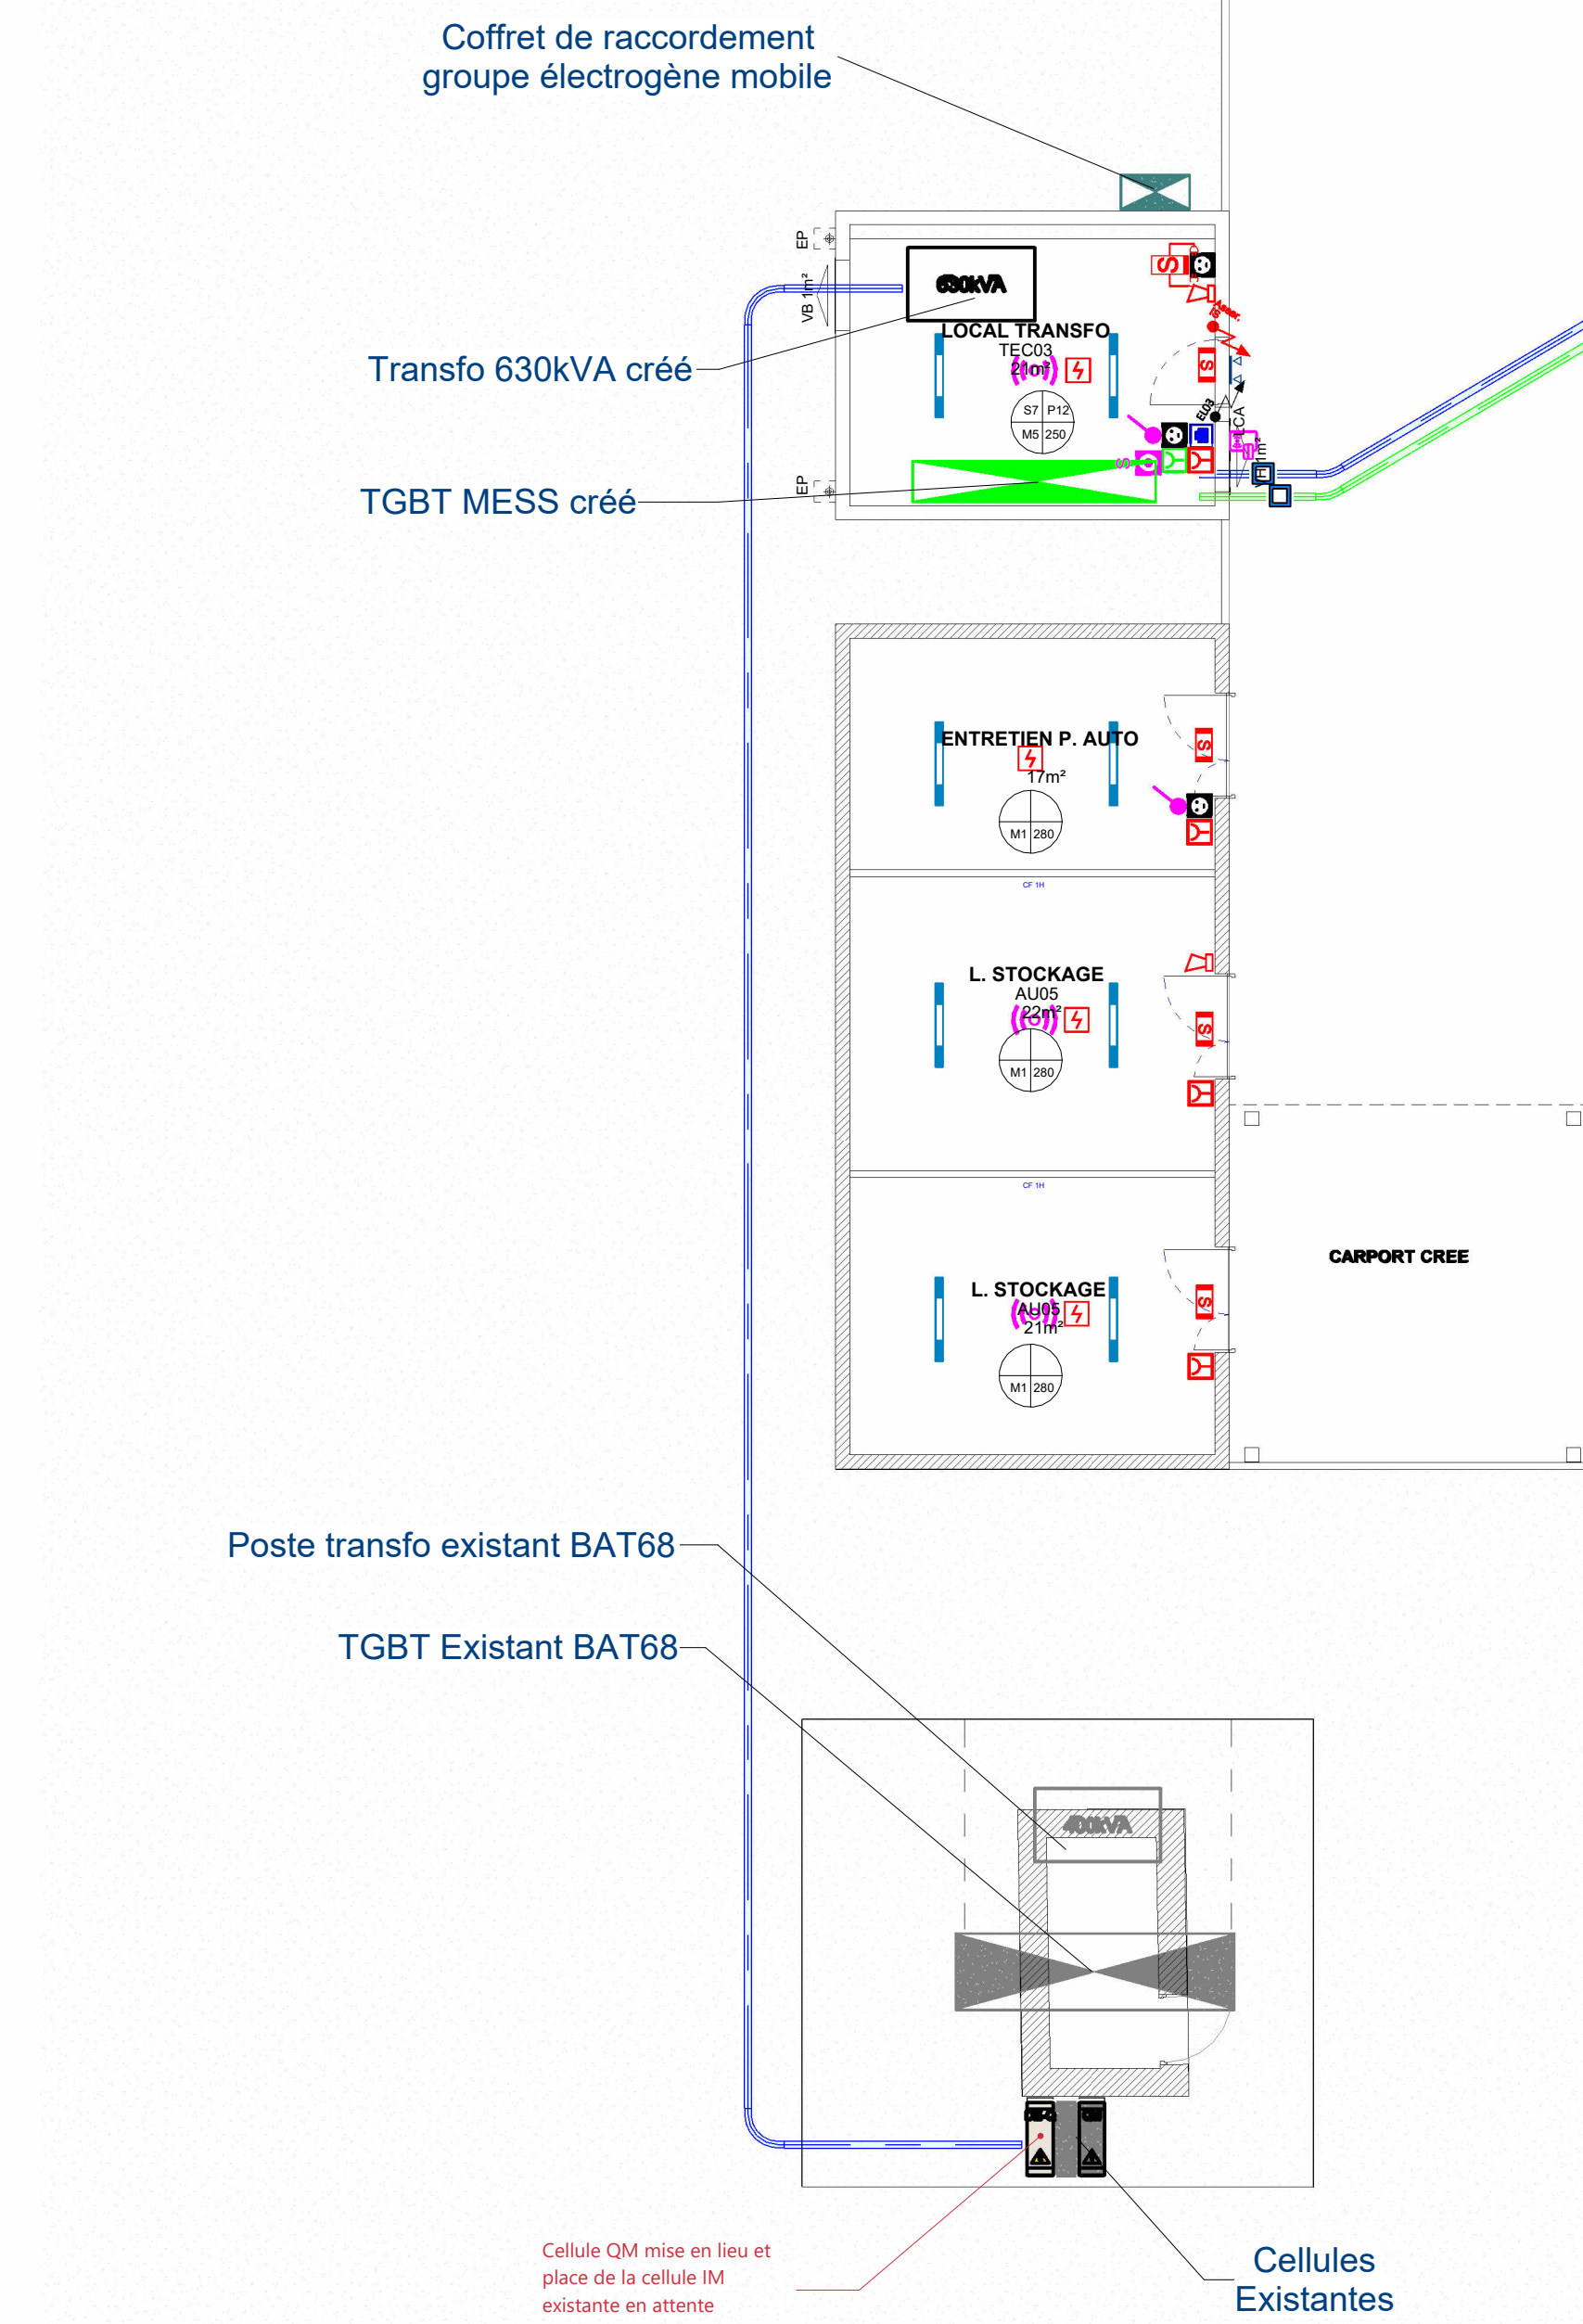 Coffret de raccordement
groupe électrogène mobile
EP
VB 1m²
630kVA
LOCAL TRANSFO
TEC03
21m²
Transfo 630kVA créé
S7 P12
M5 250
EL03
LCA
S
S
S
EP
TGBT MESS créé
ENTRETIEN P. AUTO
17m²
S
M1 280
CF 1H
L. STOCKAGE
AU05
22m²
S
M1 280
CF 1H
CARPORT CREE
L. STOCKAGE
AU05
21m²
S
M1 280
Poste transfo existant BAT68
TGBT Existant BAT68
400kVA
Cellule QM mise en lieu et
place de la cellule IM
existante en attente
Cellules
Existantes